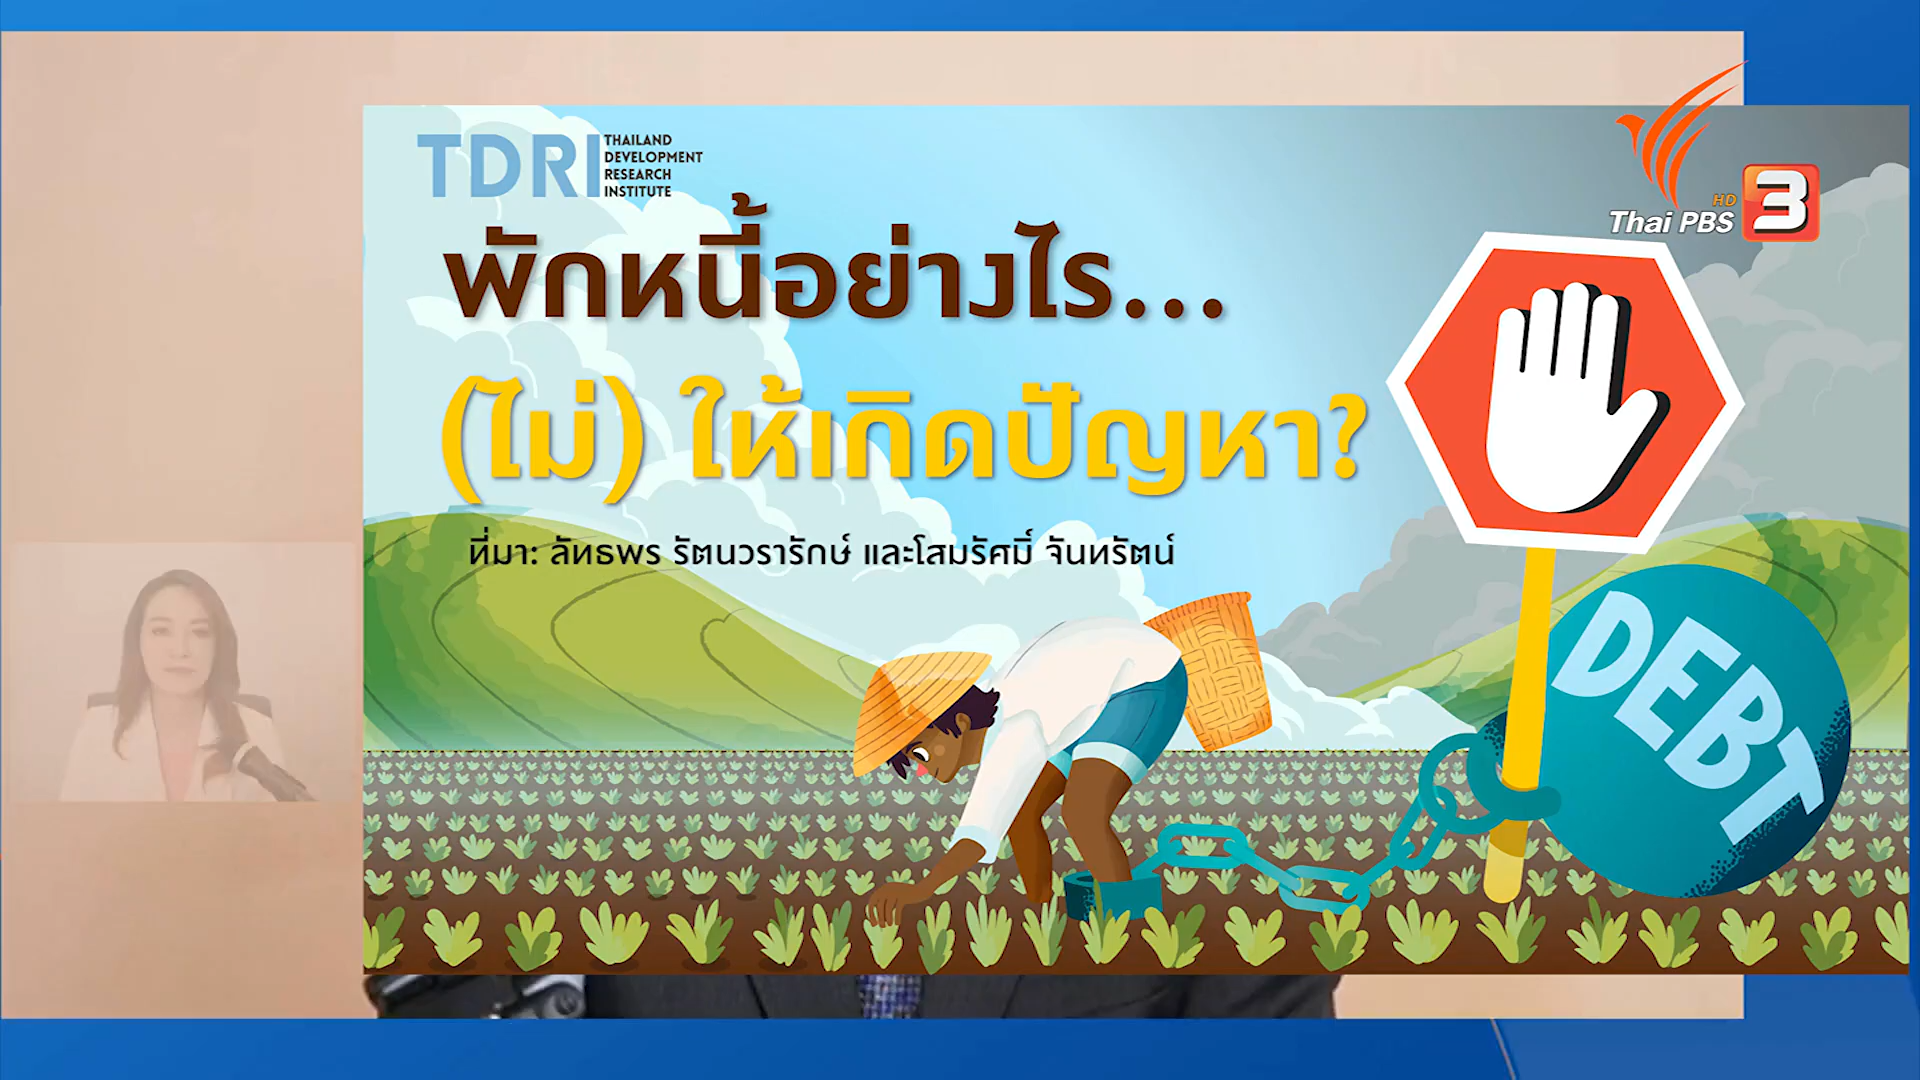 TDRI
THAILAND
DEVELOPMENT
RESEARCH
INSTITUTE
HD
Thai PBS 3
พักหนี้อย่างไร...
(ไม่) ให้เกิดปัญหา?
ที่มา: ลัทธพร รัตนวรารักษ์ และโสมรัศมิ์ จันทรัตน์
DEBT